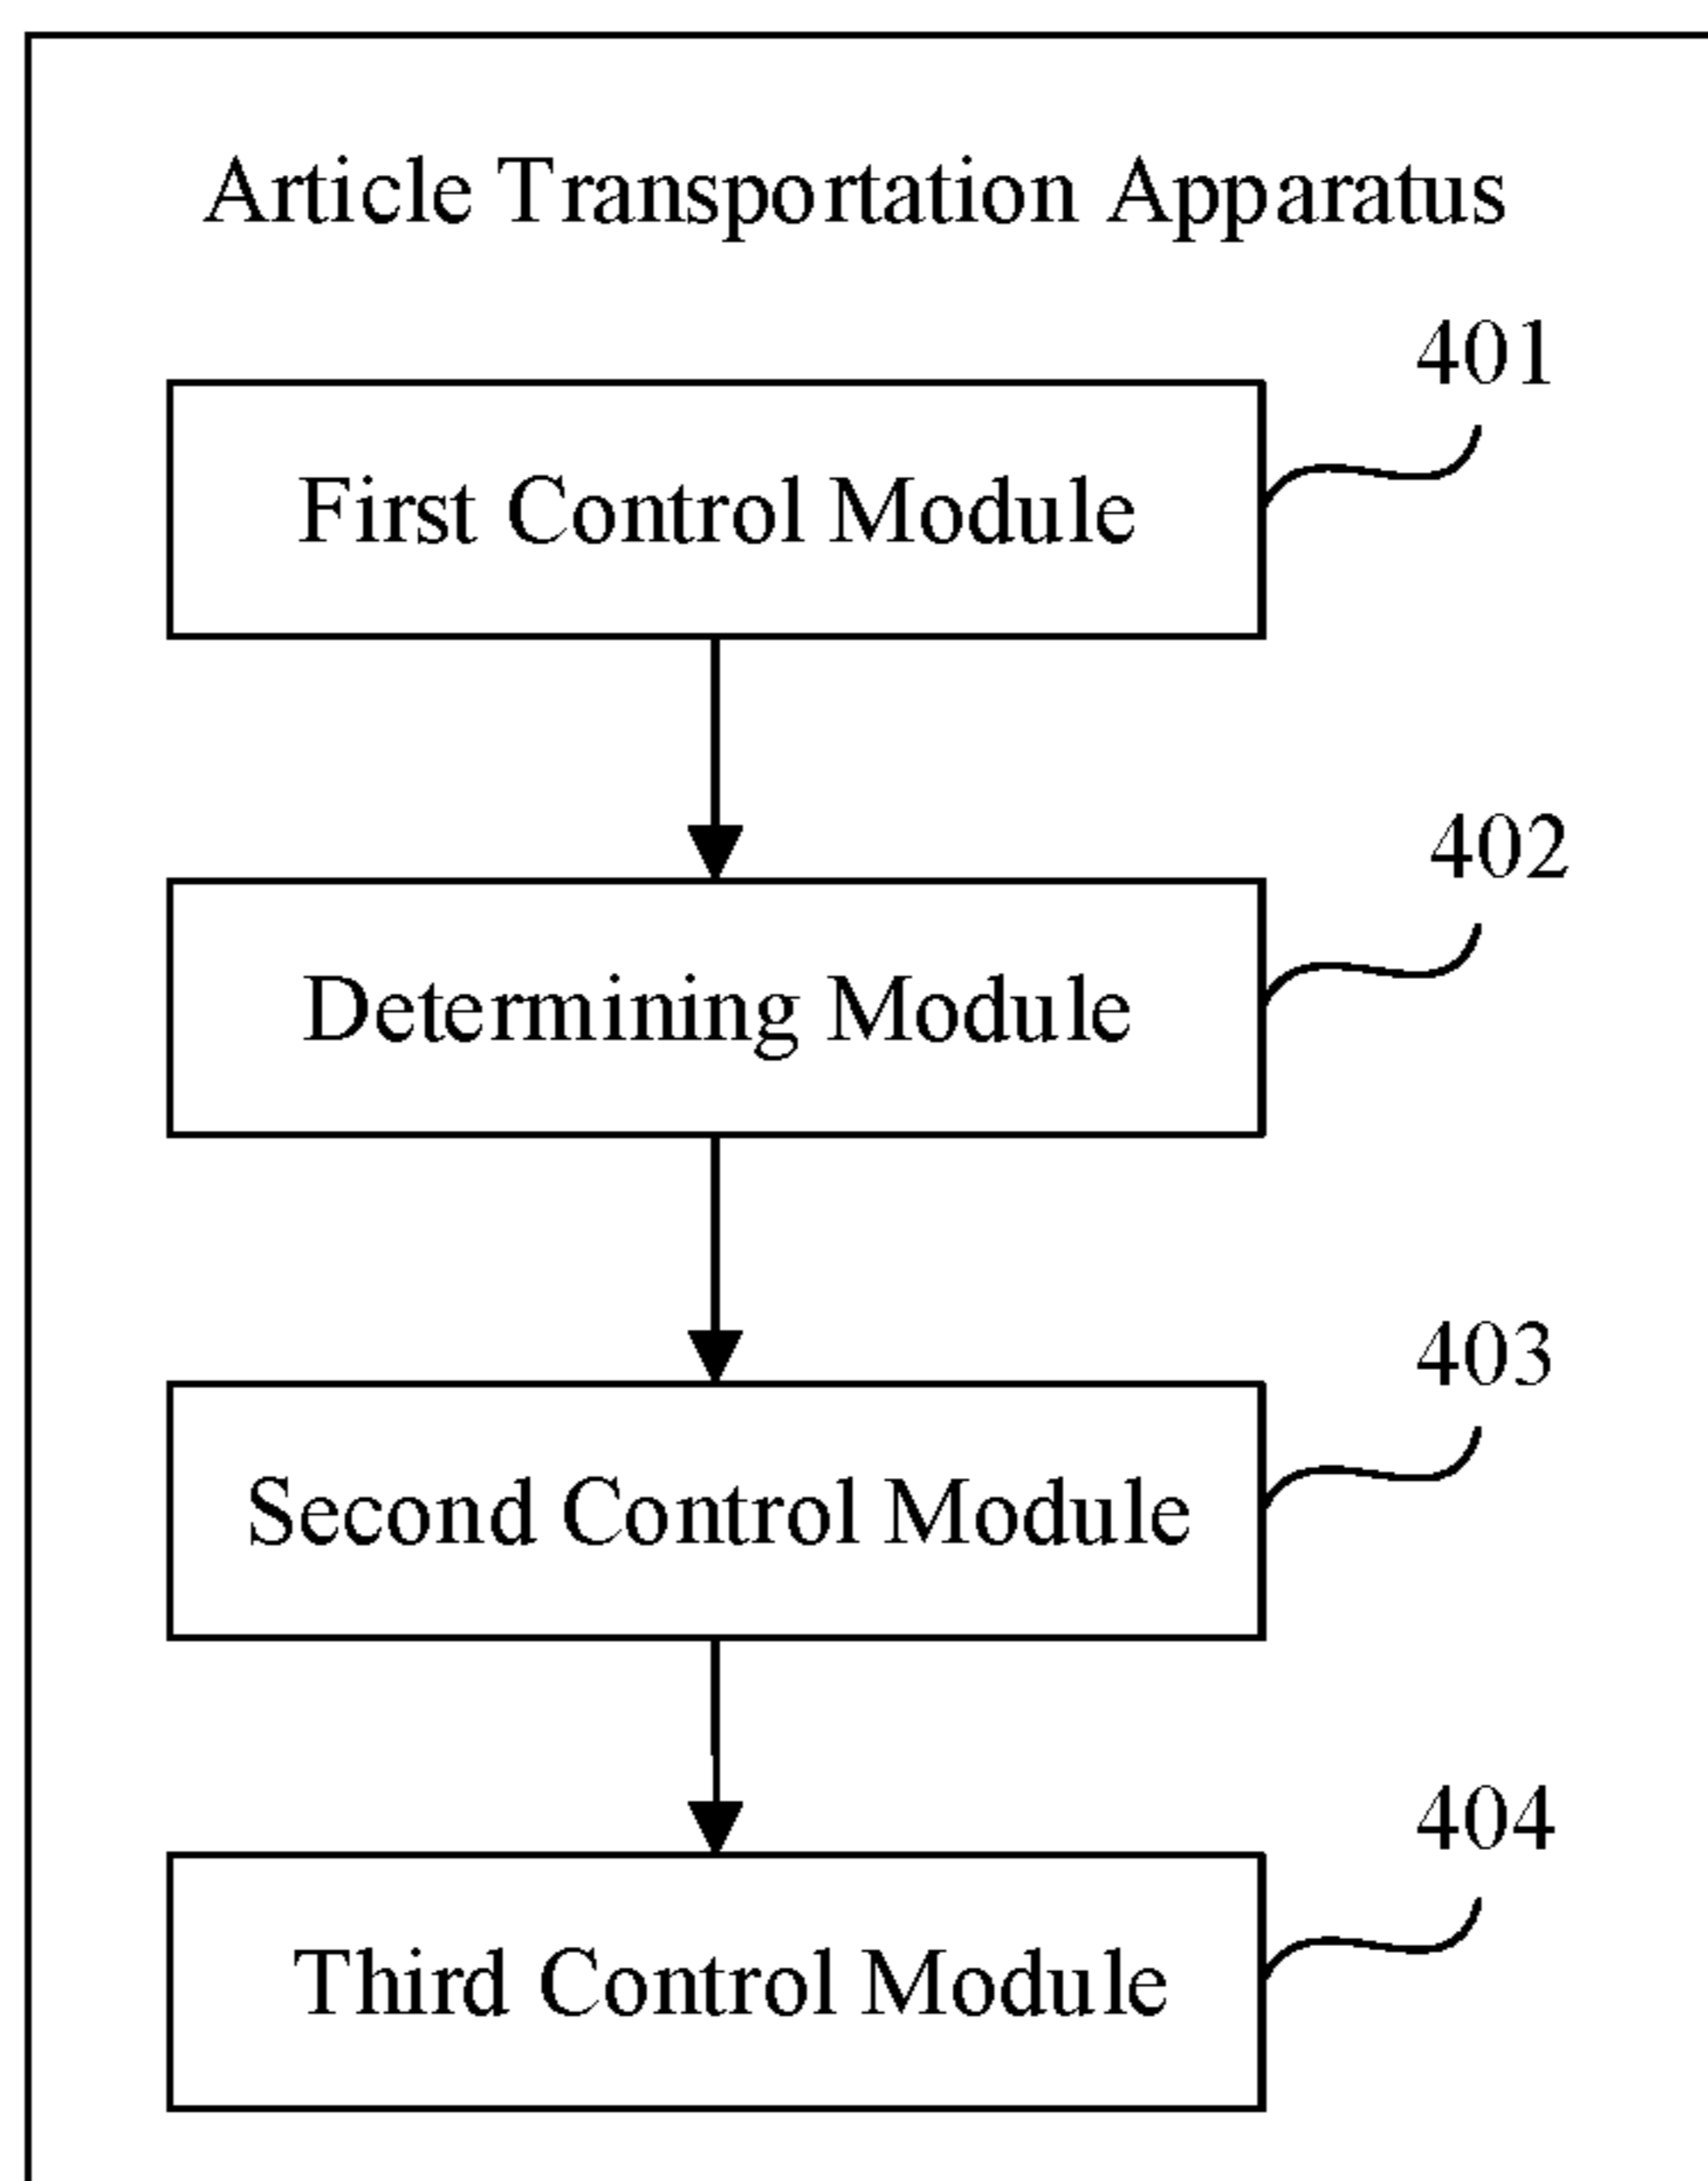 Article Transportation Apparatus
401
First Control Module
402
Determining Module
403
Second Control Module
404
Third Control Module